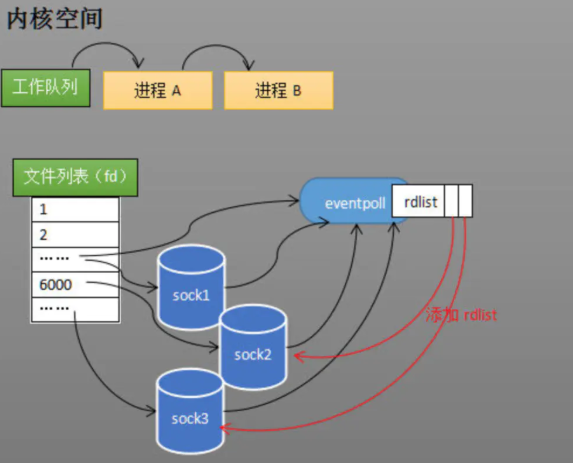 内核空间
工作队列
进程 A
进程 B
文件列表（fd）
1
2
……
6000
……
eventpoll
rdlist
sock1
sock2
sock3
添加 rdlist